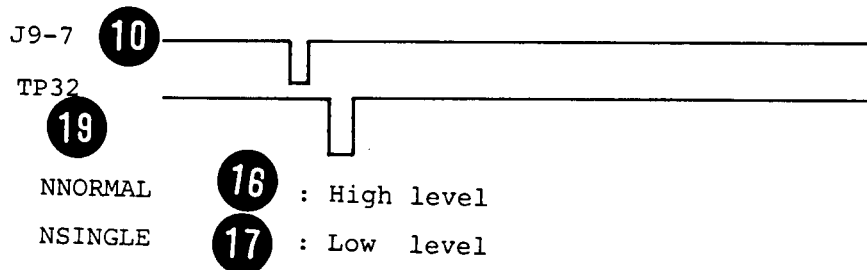 J9-7 10
TP32
19
NNORMAL 16 : High level
NSINGLE 17 : Low level